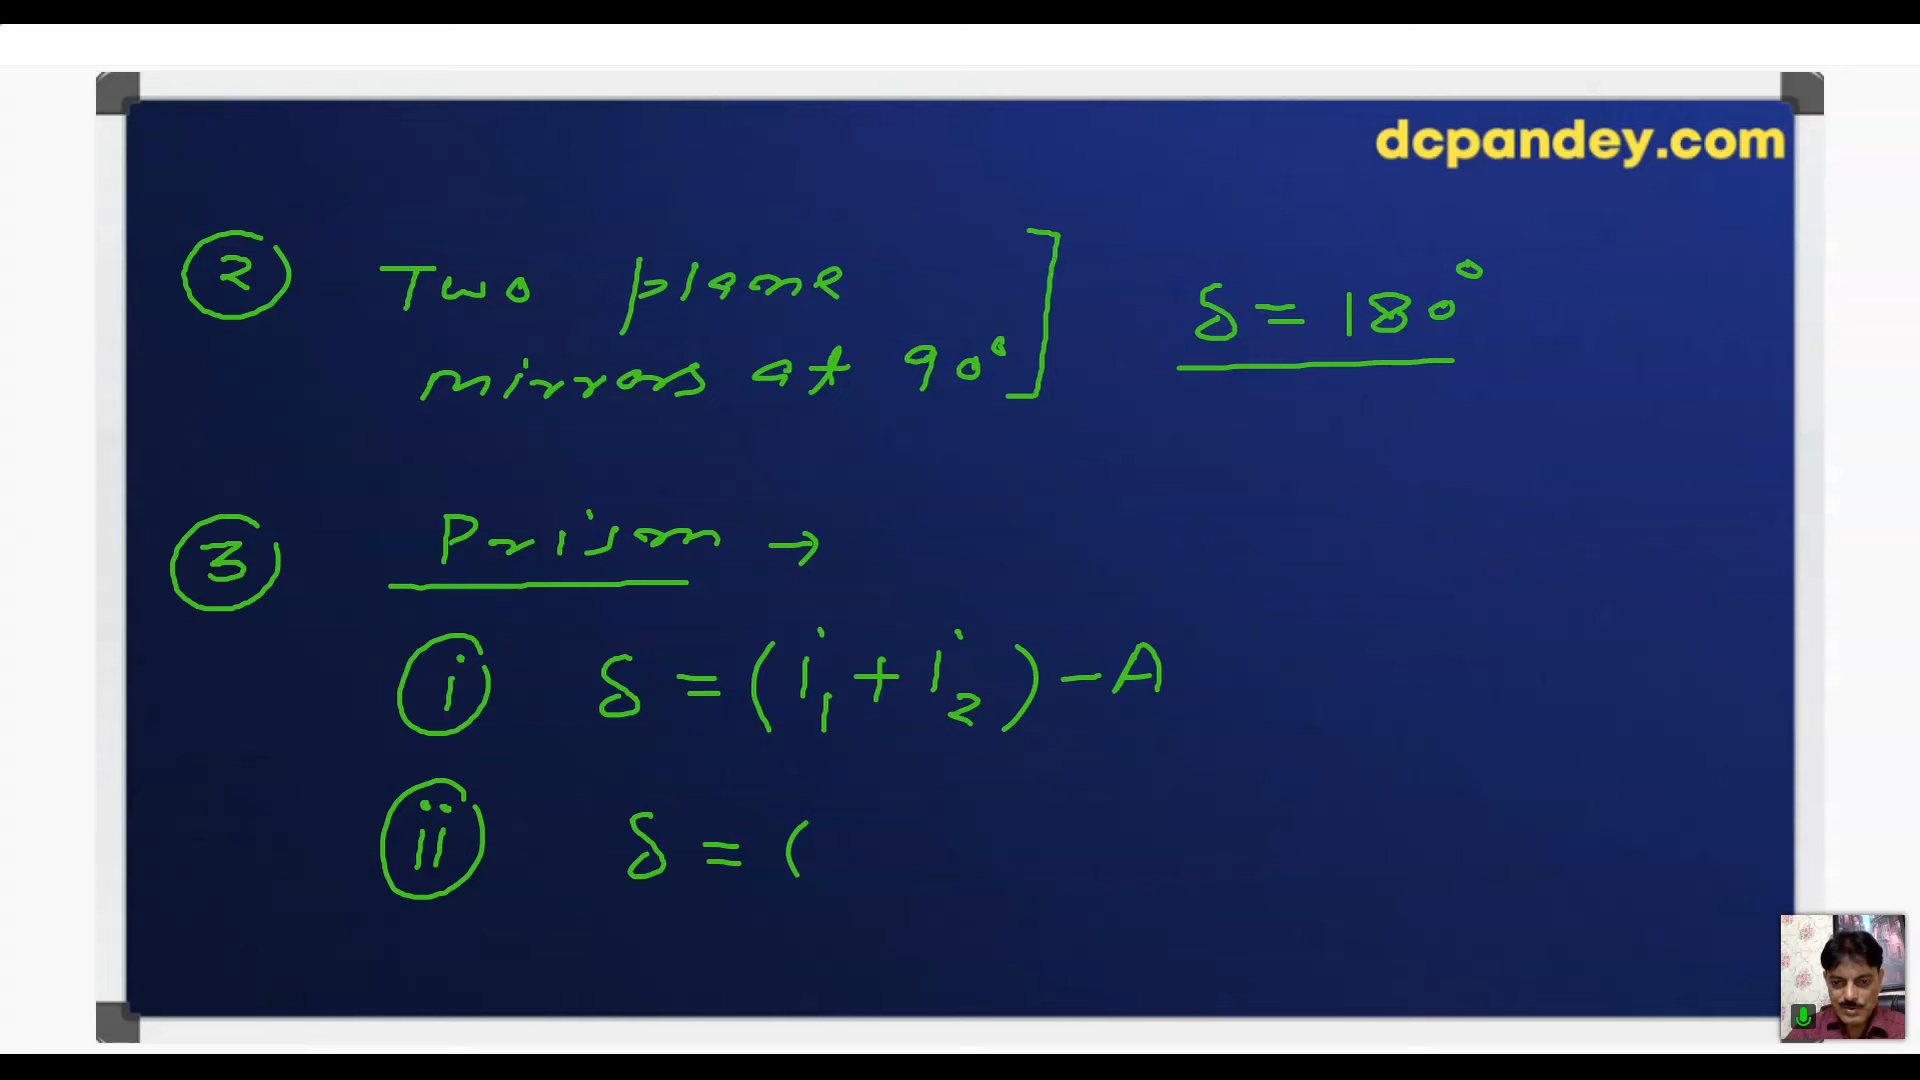 dcpandey.com
② Two plane
mirrors at 90°] δ = 180°
③ Prism →
ⓘ δ = (i₁ + i₂) - A
ii δ = (